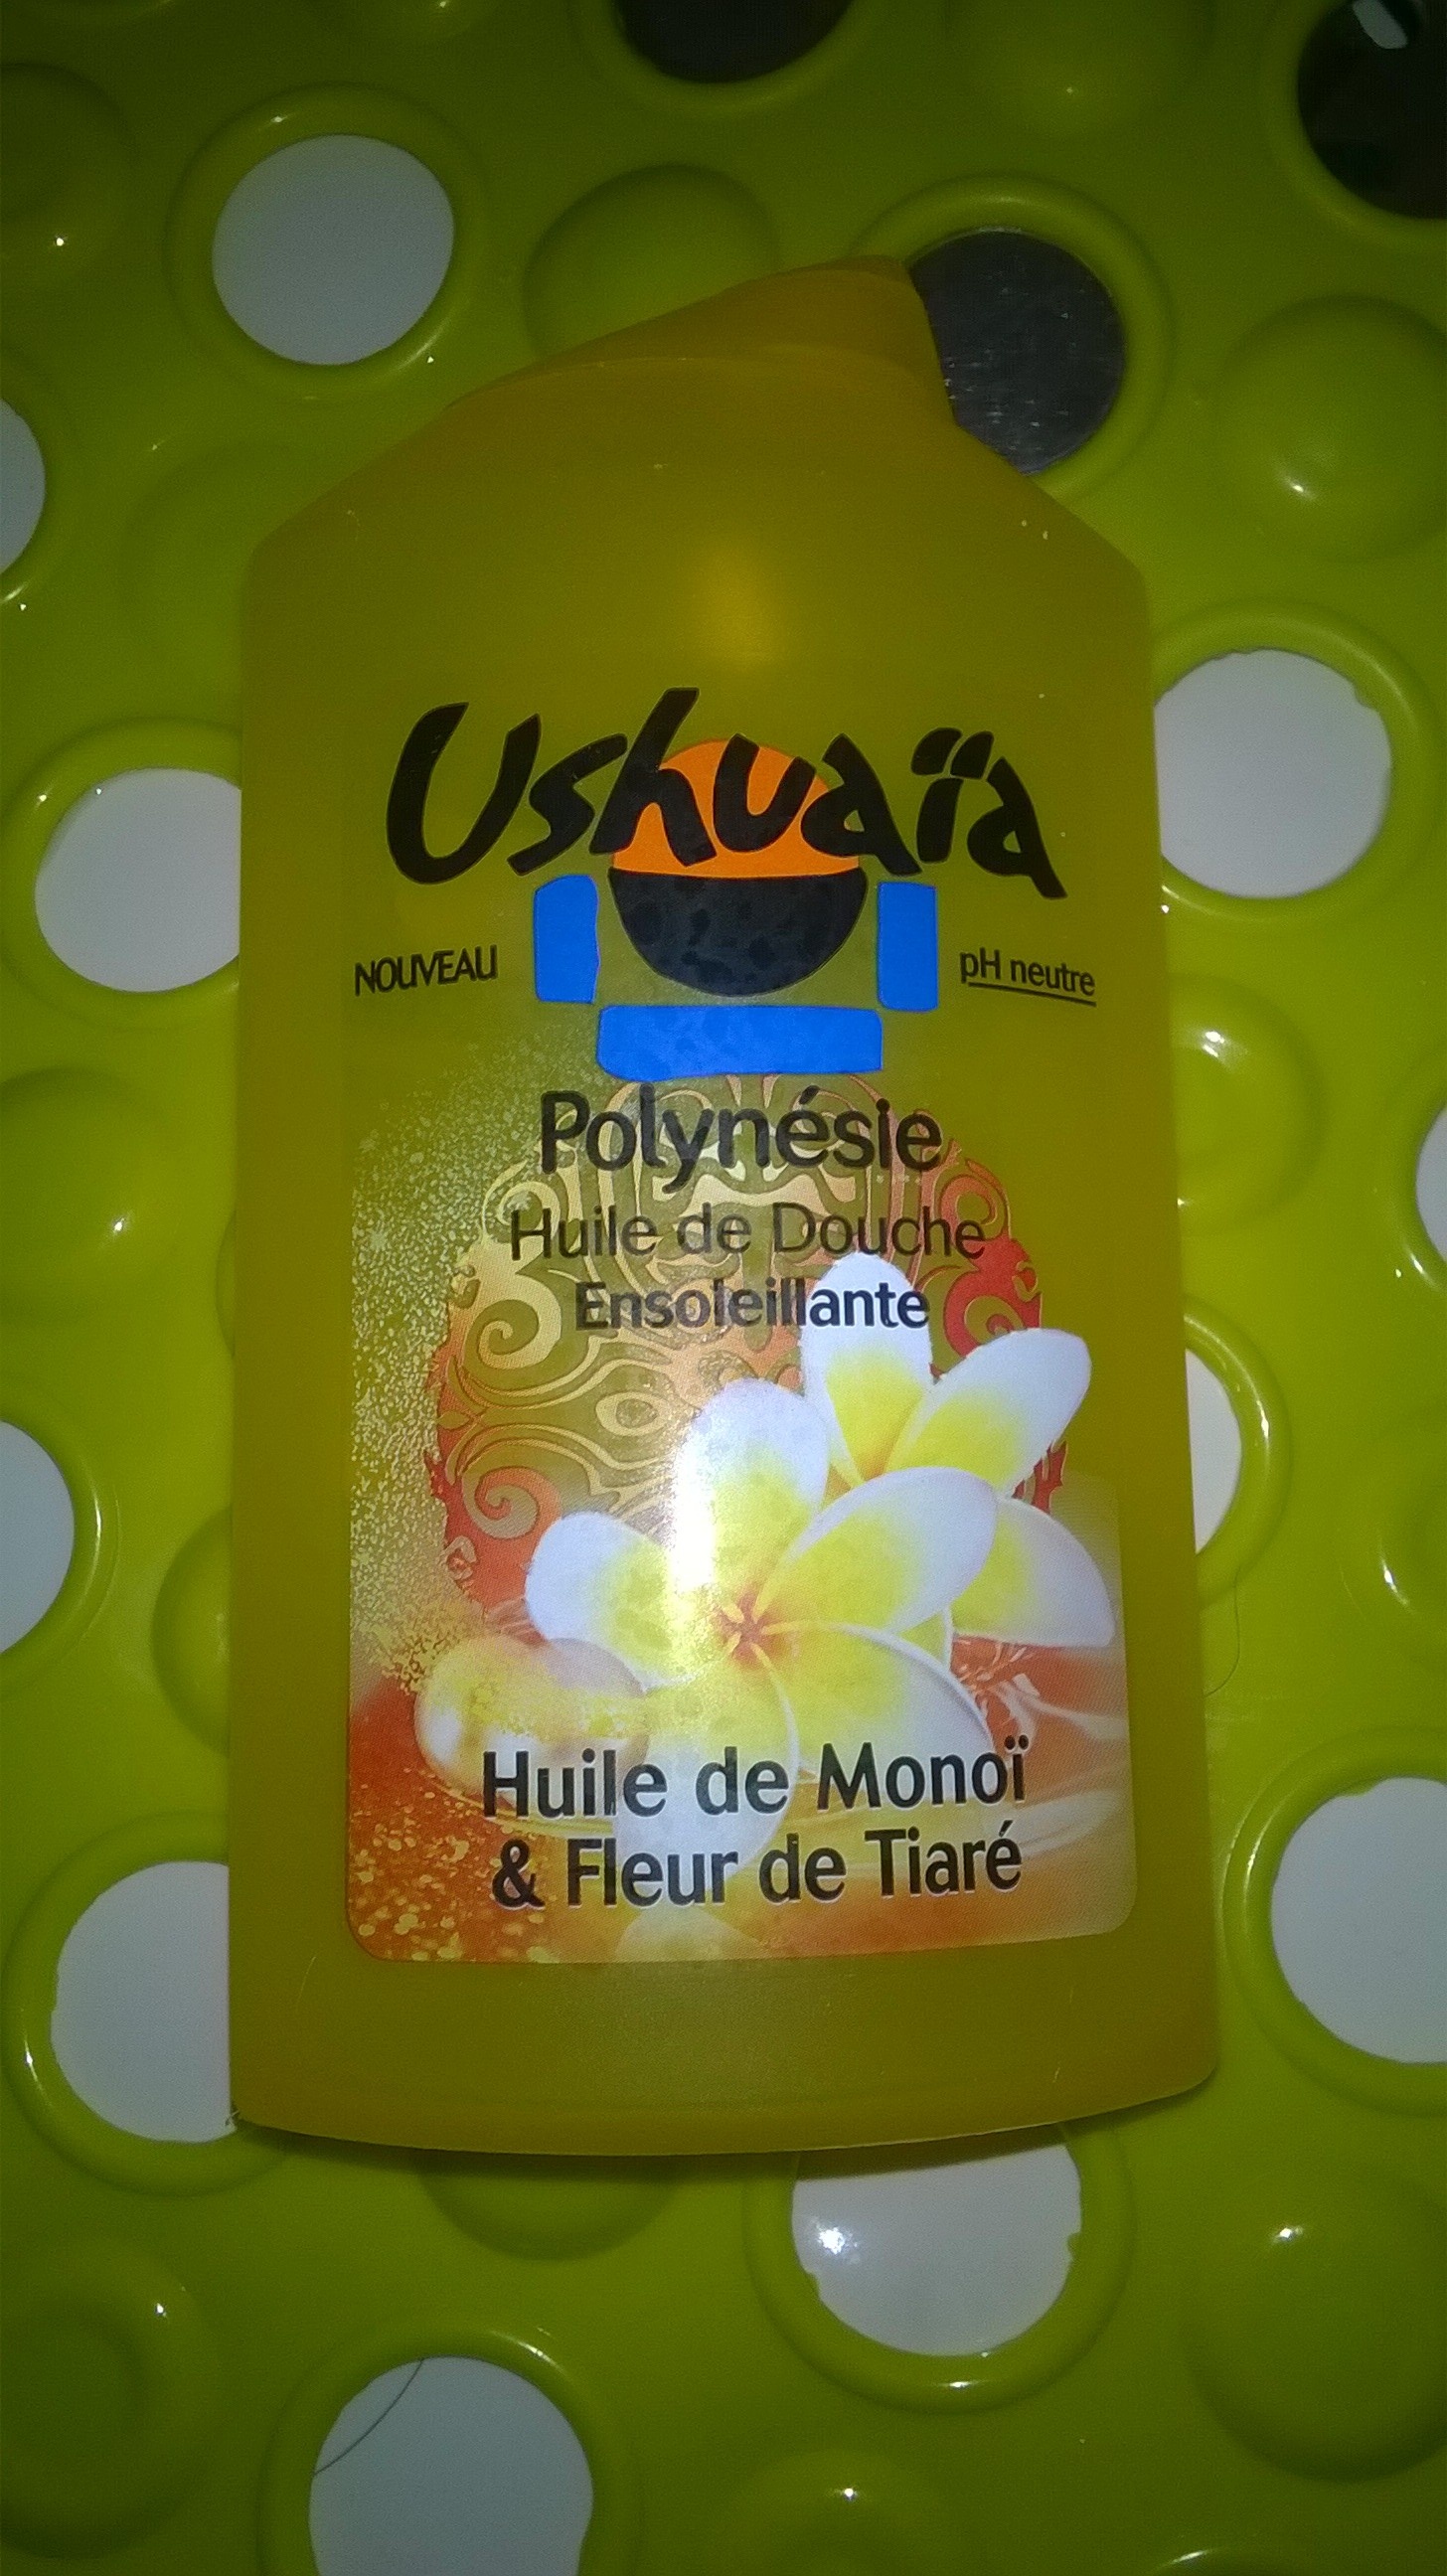 Ushuaïa
NOUVEAU
pH neutre
Polynésie
Huile de Douche
Ensoleillante
Huile de Monoï
& Fleur de Tiaré